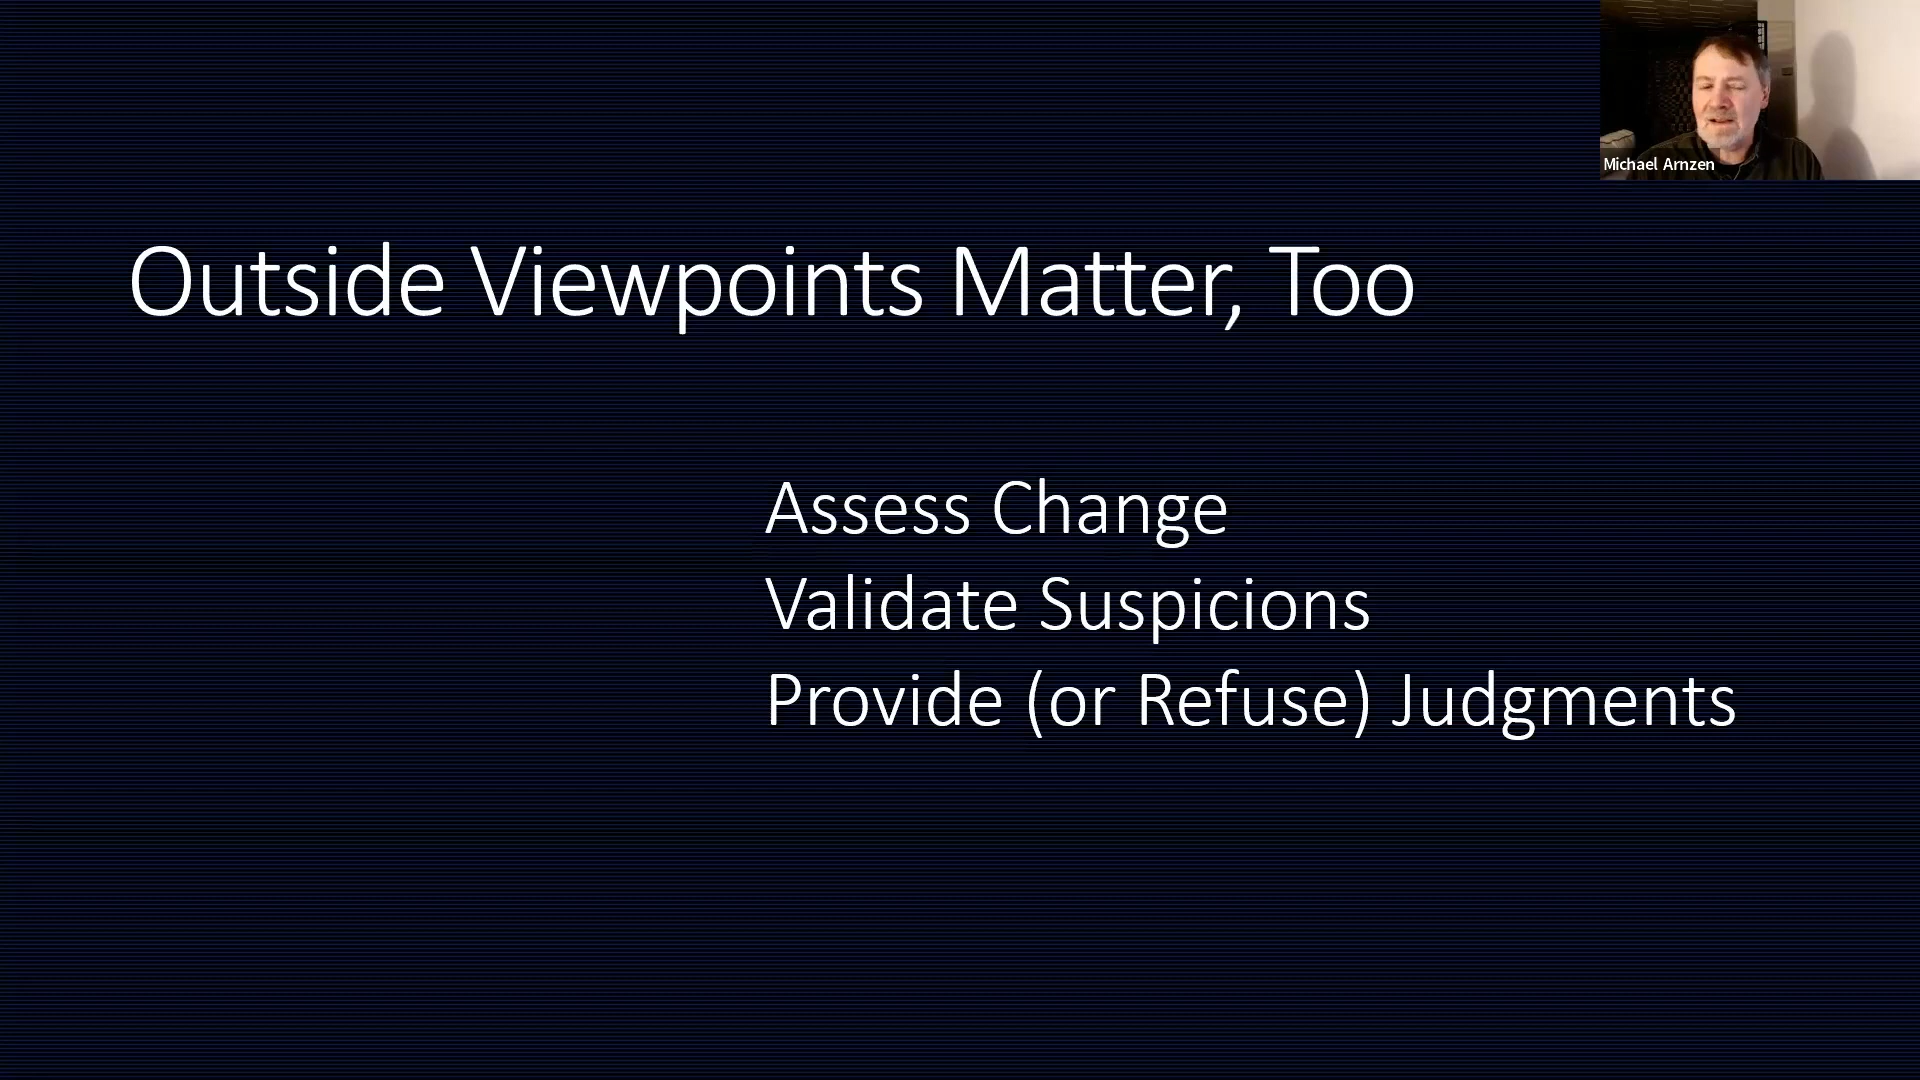 Michael Arnzen
Outside Viewpoints Matter, Too
Assess Change
Validate Suspicions
Provide (or Refuse) Judgments